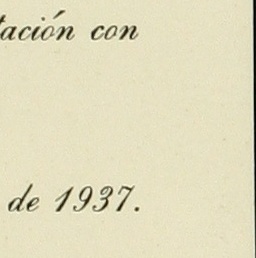 tación con
de 1937.